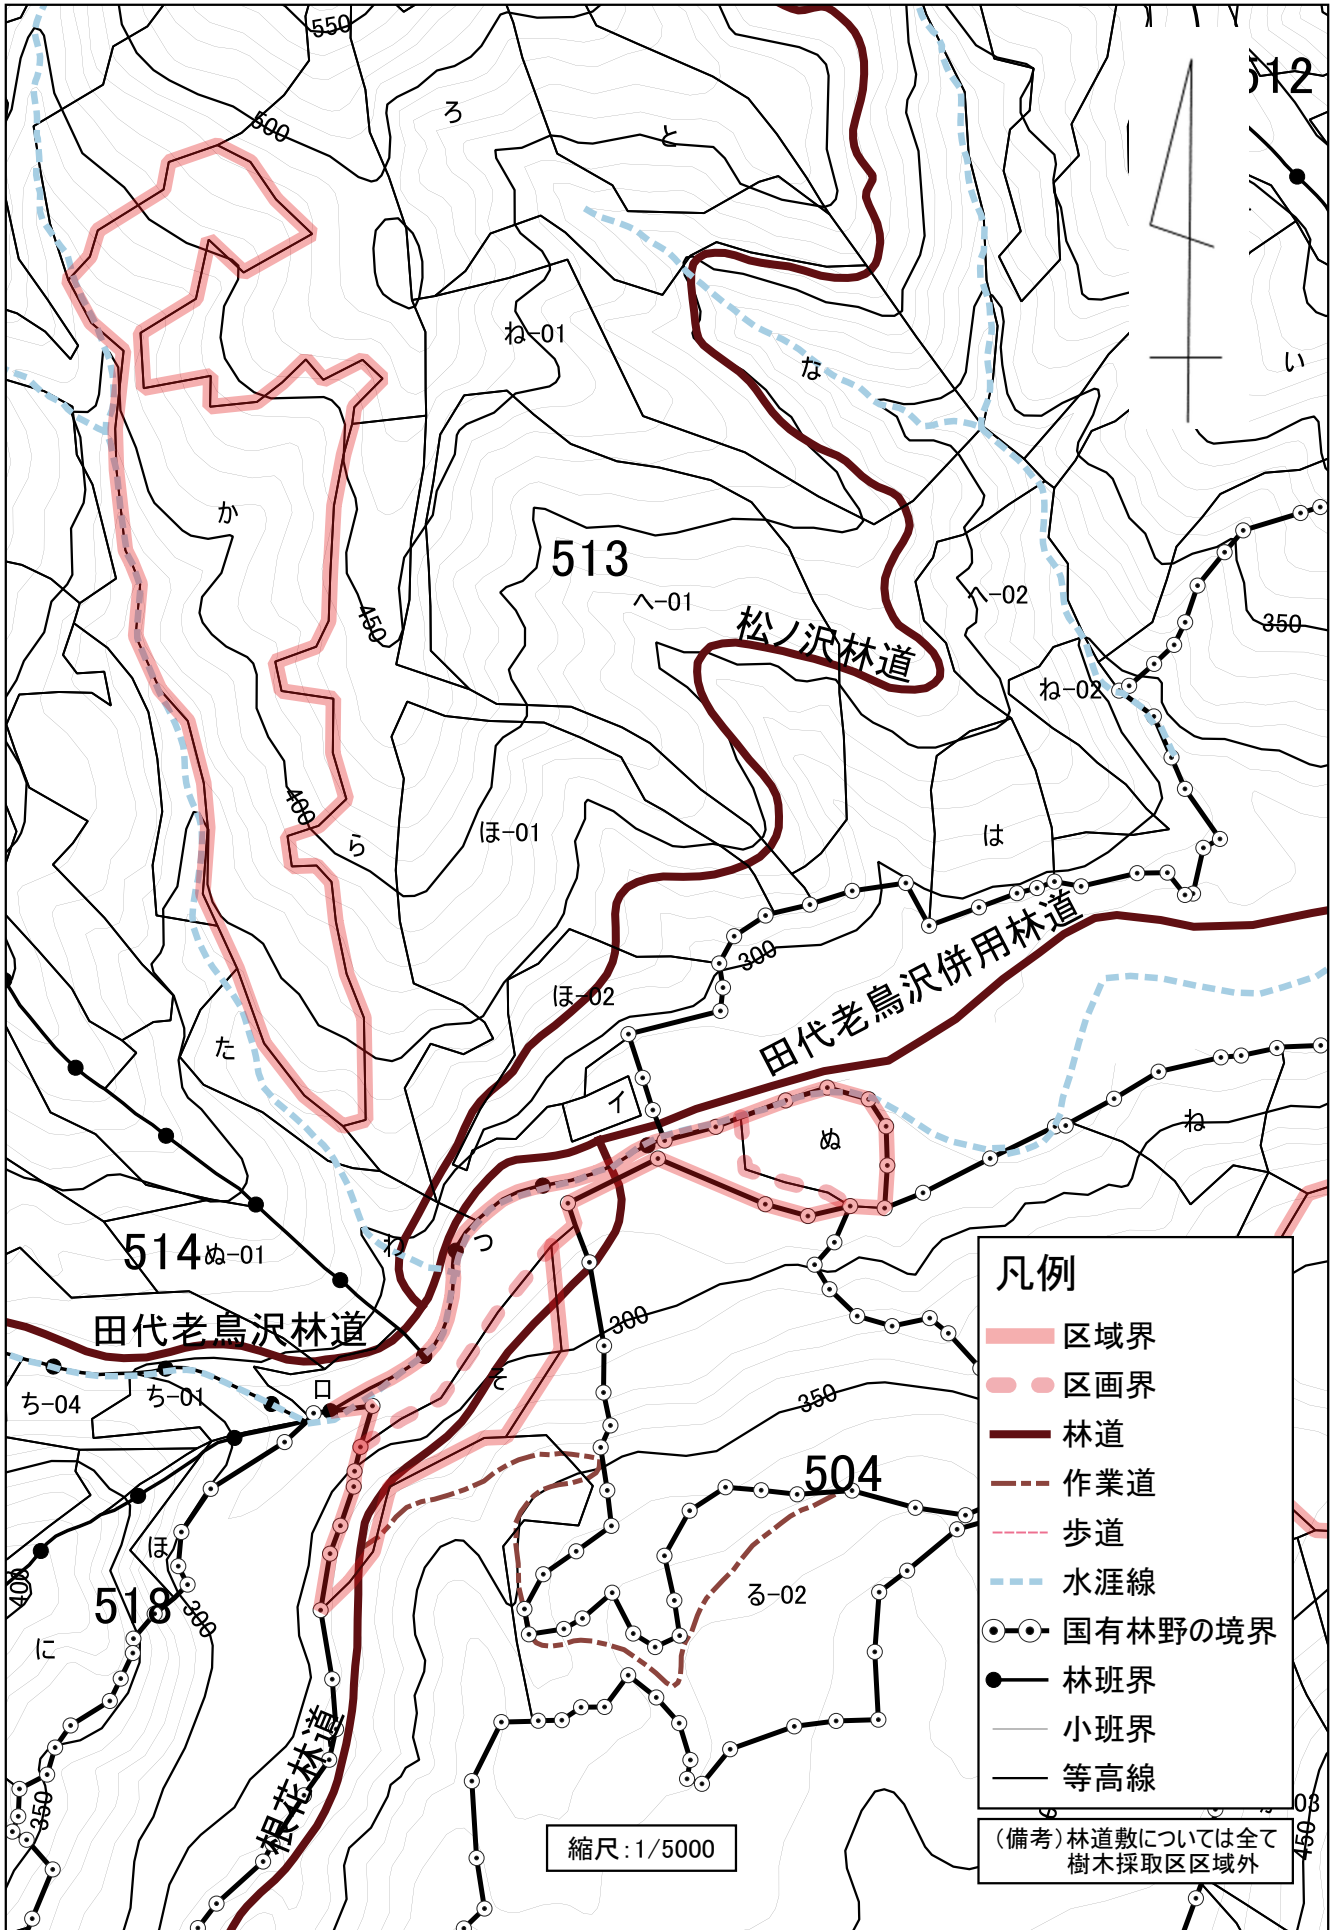 550
512
ろ
500
と
ね-01
な
い
か
513
へ-01
へ-02
450
松ノ沢林道
350
ね-02
400
ら
ほ-01
は
300
ほ-02
田代老鳥沢併用林道
た
イ
ぬ
ね
514
ぬ-01
わ
つ
田代老鳥沢林道
300
そ
ち-04
ち-01
ロ
350
504
ほ
400
518
300
る-02
に
根花林道
350
凡例
区域界
区画界
林道
作業道
歩道
水涯線
国有林野の境界
林班界
小班界
等高線
03
450
縮尺:1/5000
(備考)林道敷については全て
樹木採取区区域外